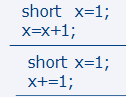 short x=1;
x=x+1;
short x=1;
x+=1;